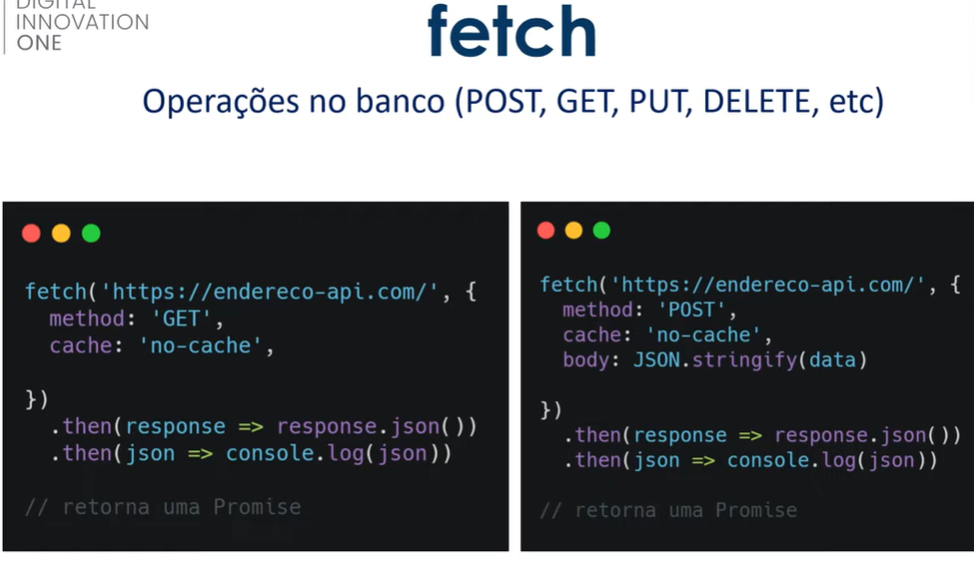 DIGITAL
INNOVATION
ONE
fetch
Operações no banco (POST, GET, PUT, DELETE, etc)
fetch('https://endereco-api.com/', {
method: 'GET',
cache: 'no-cache',
})
.then(response => response.json())
.then(json => console.log(json))
// retorna uma Promise
fetch('https://endereco-api.com/', {
method: 'POST',
cache: 'no-cache',
body: JSON.stringify(data)
})
.then(response => response.json())
.then(json => console.log(json))
// retorna uma Promise